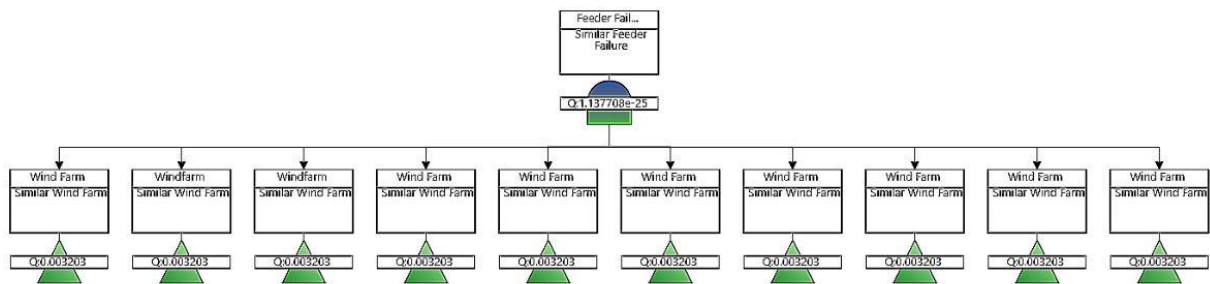 Feeder Fail...
Similar Feeder
Failure
Q:1.137708e-25
Wind Farm Windfarm Windfarm Wind Farm Wind Farm Wind Farm Wind Farm Wind Farm Wind Farm Wind Farm
Similar Wind Farm Similar Wind Farm Similar Wind Farm Similar Wind Farm Similar Wind Farm Similar Wind Farm Similar Wind Farm Similar Wind Farm Similar Wind Farm Similar Wind Farm
Q:0.003203 Q:0.003203 Q:0.003203 Q:0.003203 Q:0.003203 Q:0.003203 Q:0.003203 Q:0.003203 Q:0.003203 Q:0.003203